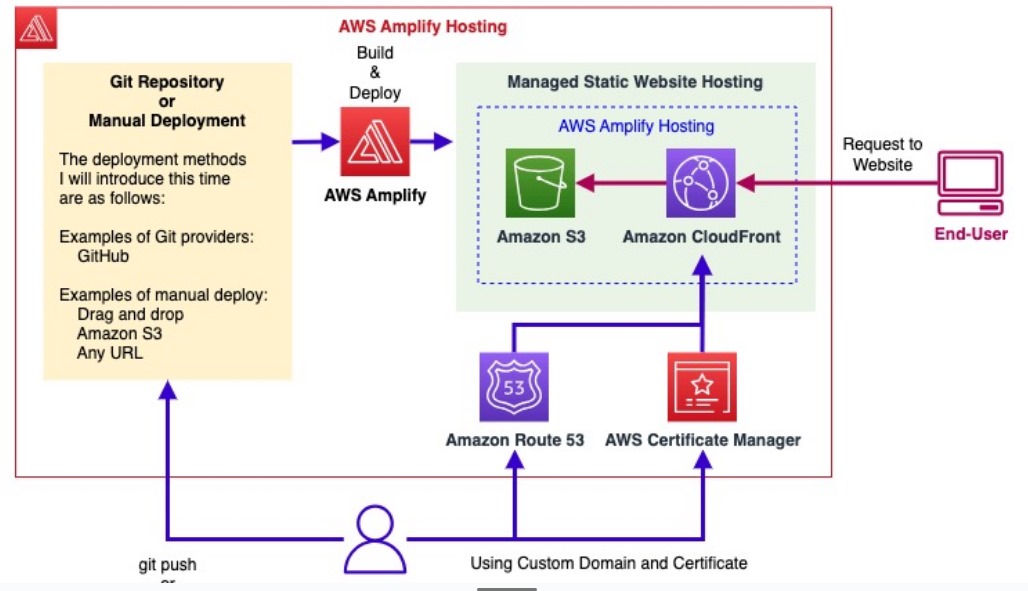 AWS Amplify Hosting
Git Repository
or
Manual Deployment
The deployment methods
I will introduce this time
are as follows:
Examples of Git providers:
GitHub
Examples of manual deploy:
Drag and drop
Amazon S3
Any URL
Build
&
Deploy
AWS Amplify
Managed Static Website Hosting
AWS Amplify Hosting
Amazon S3
Amazon CloudFront
Request to
Website
End-User
53
Amazon Route 53
AWS Certificate Manager
git push
or
Using Custom Domain and Certificate